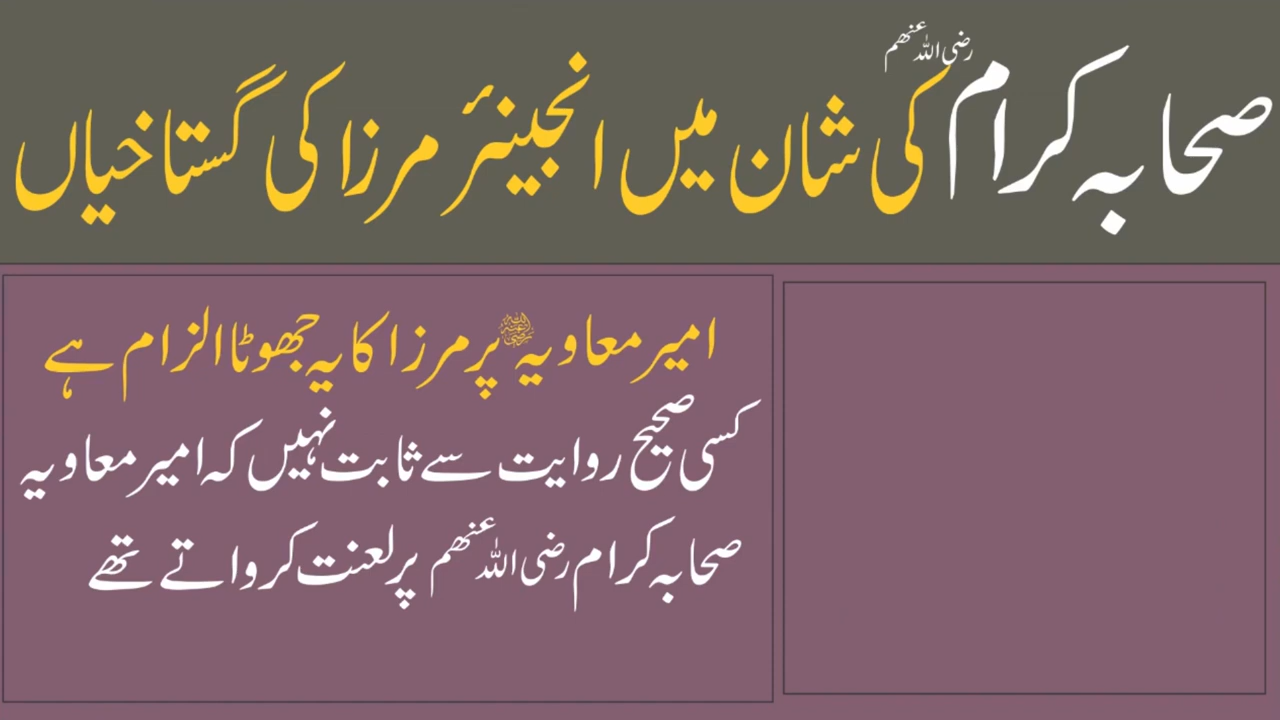 صحابہ کرام رضی اللہ عنھم کی شان میں انجینئر مرزا کی گستاخیاں
امیر معاویہ رضی اللہ عنہ پر مرزا کا یہ جھوٹا الزام ہے
کسی صحیح روایت سے ثابت نہیں کہ امیر معاویہ
صحابہ کرام رضی اللہ عنھم پر لعنت کرواتے تھے